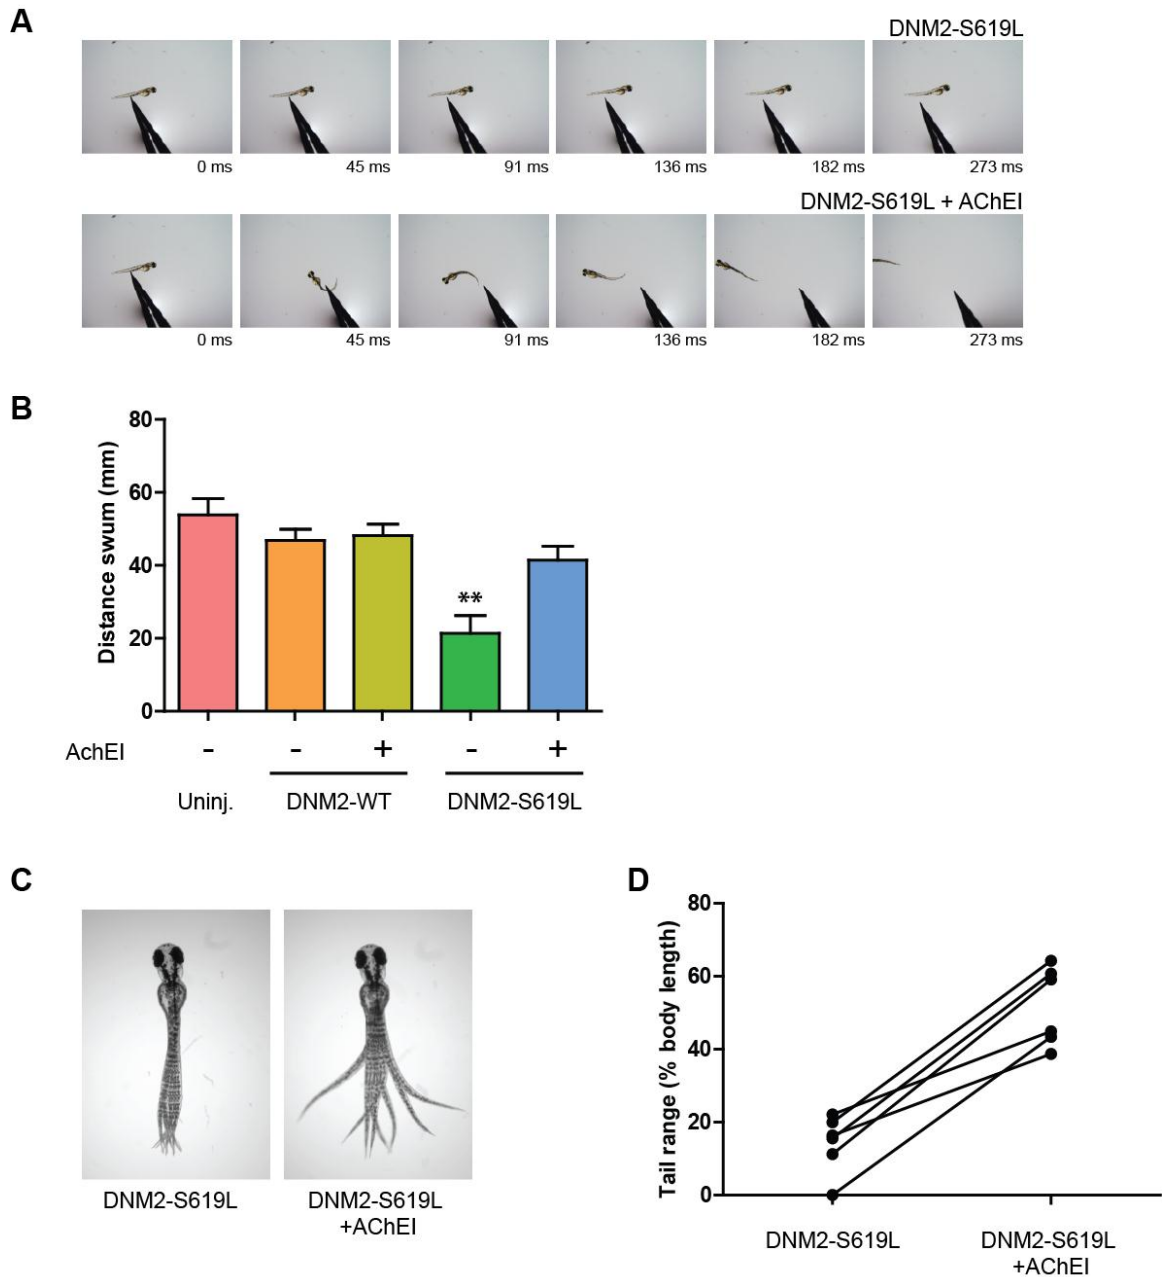 A
DNM2-S619L
0 ms 45 ms 91 ms 136 ms 182 ms 273 ms
DNM2-S619L + AChEI
0 ms 45 ms 91 ms 136 ms 182 ms 273 ms
B
Distance swum (mm)
80
60
40
20
0
**
AchEI - - + - +
Uninj. DNM2-WT DNM2-S619L
C
DNM2-S619L
DNM2-S619L
+AChEI
D
Tail range (% body length)
80
60
40
20
0
DNM2-S619L
DNM2-S619L
+AChEI